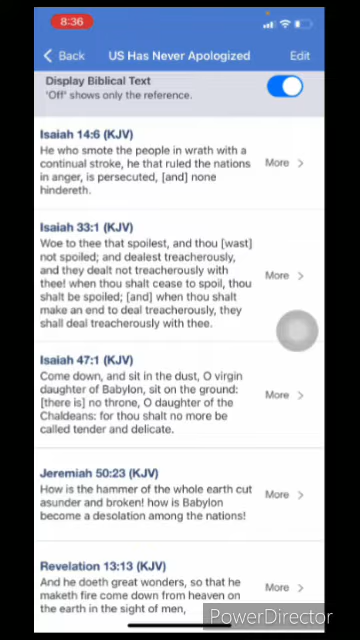 8:36
Back
US Has Never Apologized
Edit
Display Biblical Text
'Off' shows only the reference.
Isaiah 14:6 (KJV)
He who smote the people in wrath with a
continual stroke, he that ruled the nations
in anger, is persecuted, [and] none
hindereth.
More
Isaiah 33:1 (KJV)
Woe to thee that spoilest, and thou [wast]
not spoiled; and dealest treacherously,
and they dealt not treacherously with
thee! when thou shalt cease to spoil, thou
shalt be spoiled; [and] when thou shalt
make an end to deal treacherously, they
shall deal treacherously with thee.
More
Isaiah 47:1 (KJV)
Come down, and sit in the dust, O virgin
daughter of Babylon, sit on the ground:
[there is] no throne, O daughter of the
Chaldeans: for thou shalt no more be
called tender and delicate.
More
Jeremiah 50:23 (KJV)
How is the hammer of the whole earth cut
asunder and broken! how is Babylon
become a desolation among the nations!
More
Revelation 13:13 (KJV)
And he doeth great wonders, so that he
maketh fire come down from heaven on
the earth in the sight of men,
More
PowerDirector